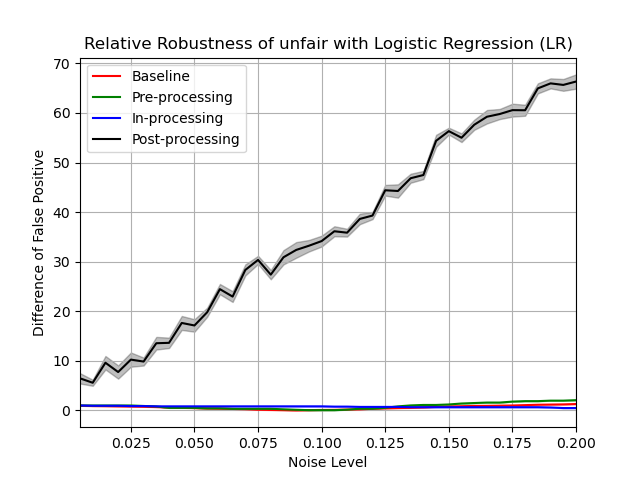 Relative Robustness of unfair with Logistic Regression (LR)
Baseline
Pre-processing
In-processing
Post-processing
Difference of False Positive
70
60
50
40
30
20
10
0
0.025 0.050 0.075 0.100 0.125 0.150 0.175 0.200
Noise Level